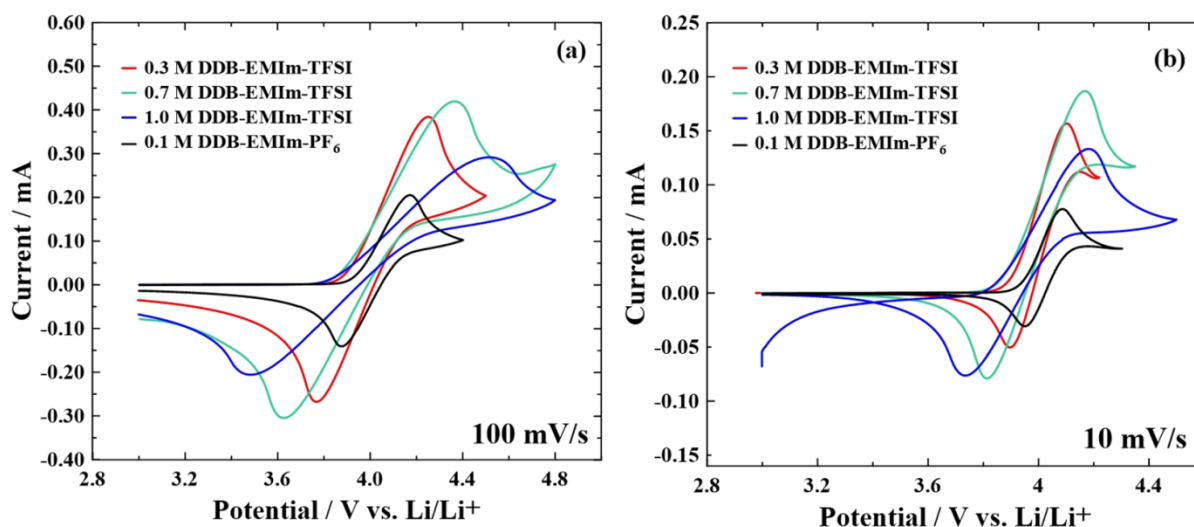 (a)
0.3 M DDB-EMIm-TFSI
0.7 M DDB-EMIm-TFSI
1.0 M DDB-EMIm-TFSI
0.1 M DDB-EMIm-PF6
0.60
0.50
0.40
0.30
0.20
0.10
0.00
-0.10
-0.20
-0.30
-0.40
Current / mA
100 mV/s
2.8 3.2 3.6 4.0 4.4 4.8
Potential / V vs. Li/Li+
(b)
0.3 M DDB-EMIm-TFSI
0.7 M DDB-EMIm-TFSI
1.0 M DDB-EMIm-TFSI
0.1 M DDB-EMIm-PF6
0.25
0.20
0.15
0.10
0.05
0.00
-0.05
-0.10
-0.15
Current / mA
10 mV/s
2.8 3.2 3.6 4 4.4
Potential / V vs. Li/Li+